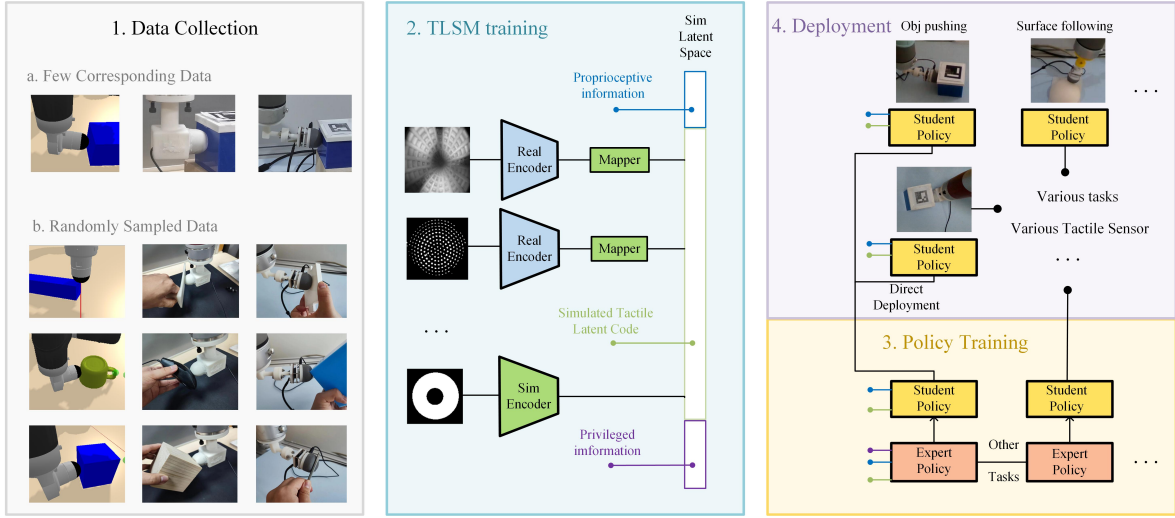 1. Data Collection
a. Few Corresponding Data
b. Randomly Sampled Data
2. TLSM training
Sim
Latent
Space
Proprioceptive
information
Real
Encoder
Mapper
Real
Encoder
Mapper
Simulated Tactile
Latent Code
. . .
Sim
Encoder
Privileged
imformation
4. Deployment
Obj pushing
Surface following
. . .
Student
Policy
Student
Policy
Various tasks
Various Tactile Sensor
Student
Policy
. . .
Direct
Deployment
3. Policy Training
Student
Policy
Student
Policy
Expert
Policy
Other
Tasks
Expert
Policy
. . .